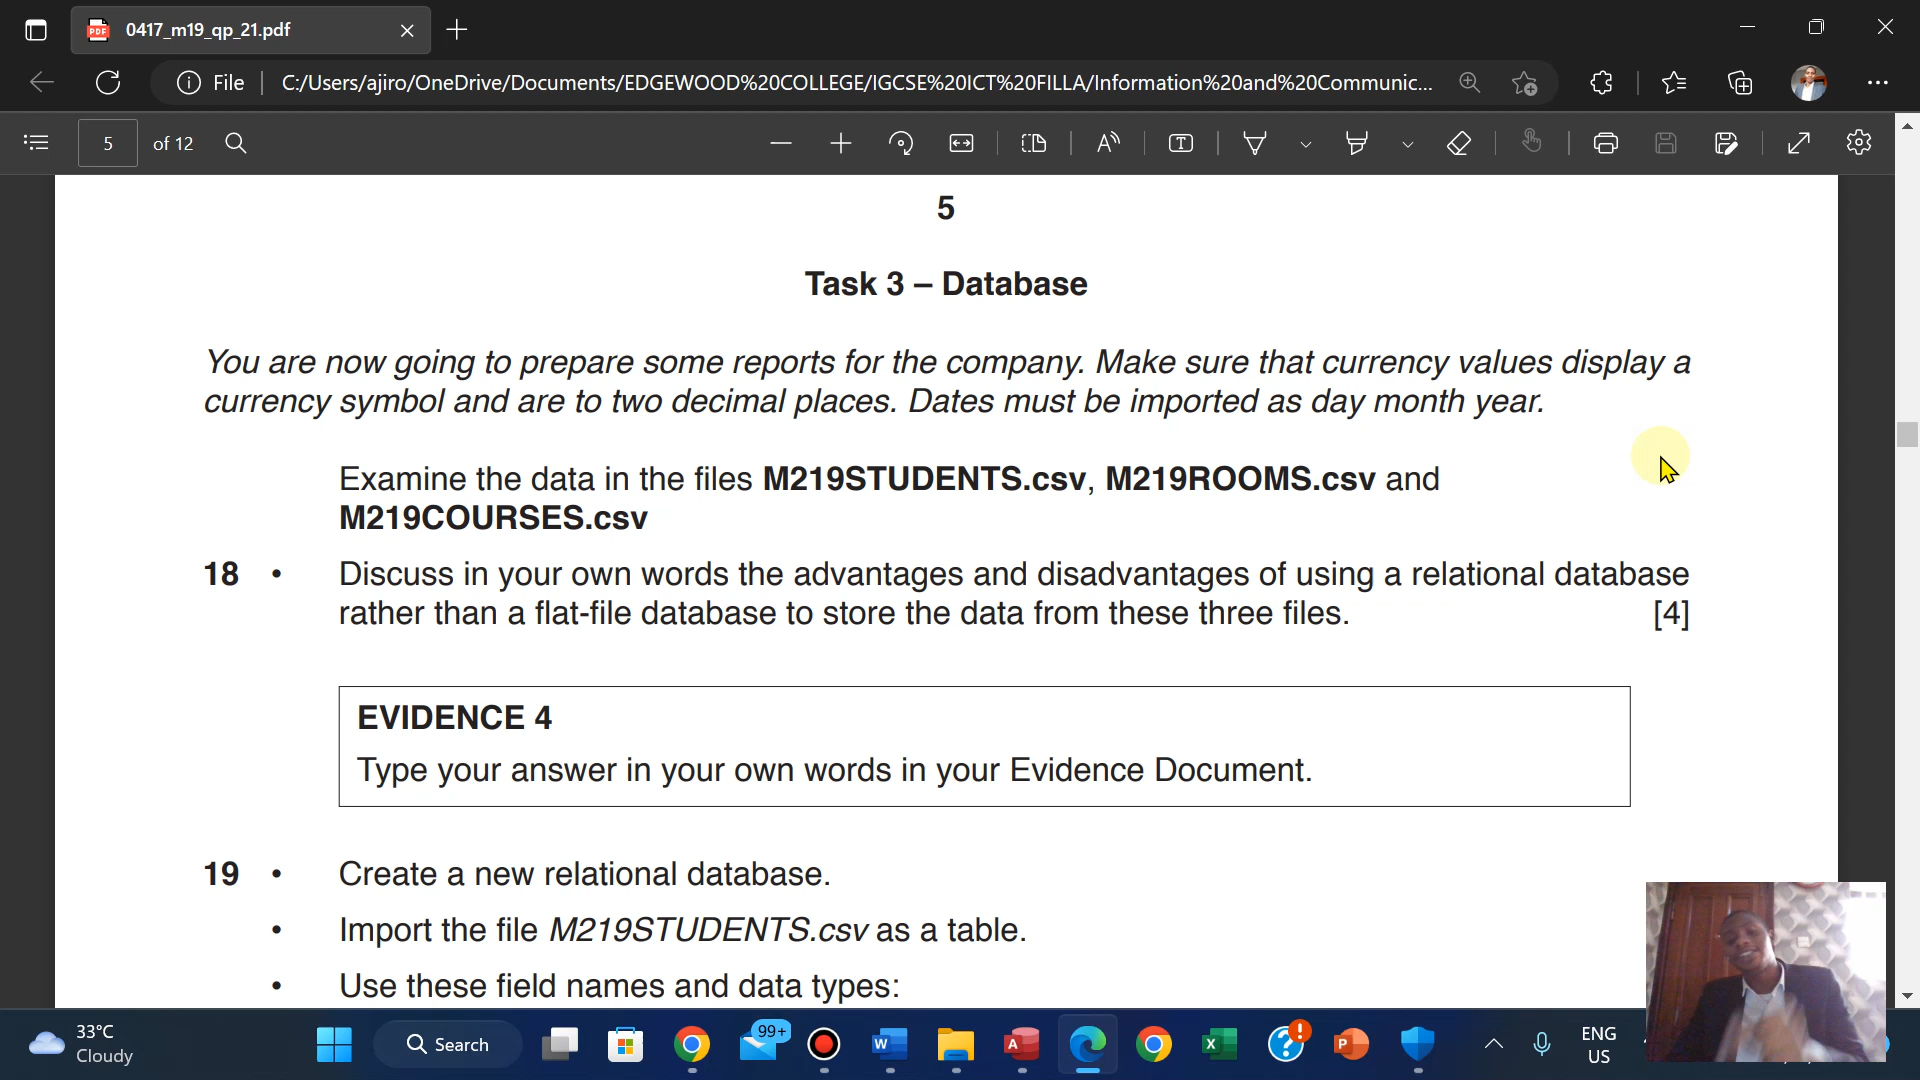 0417_m19_qp_21.pdf
File
C:/Users/ajiro/OneDrive/Documents/EDGEWOOD%20COLLEGE/IGCSE%20ICT%20FILLA/Information%20and%20Communic...
5 of 12
5
Task 3 – Database
You are now going to prepare some reports for the company. Make sure that currency values display a
currency symbol and are to two decimal places. Dates must be imported as day month year.
Examine the data in the files M219STUDENTS.csv, M219ROOMS.csv and
M219COURSES.csv
18 • Discuss in your own words the advantages and disadvantages of using a relational database
rather than a flat-file database to store the data from these three files. [4]
EVIDENCE 4
Type your answer in your own words in your Evidence Document.
19 • Create a new relational database.
• Import the file M219STUDENTS.csv as a table.
• Use these field names and data types:
33°C
Cloudy
Search
99+
ENG
US